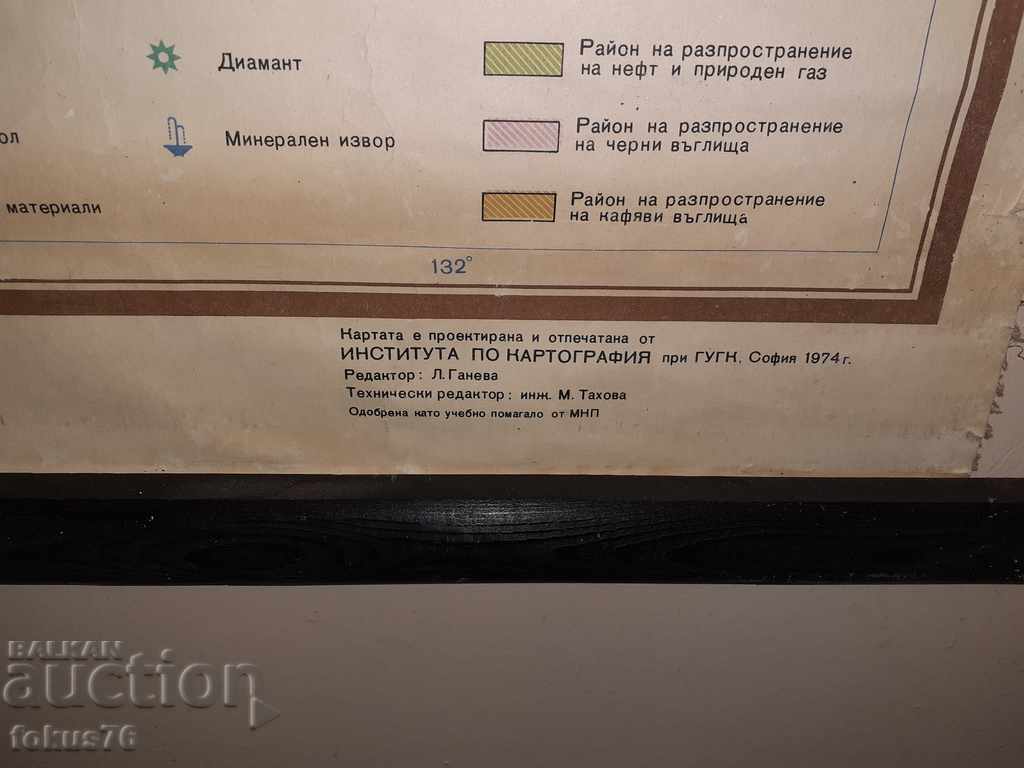 Диамант
Район на разпространение
на нефт и природен газ
ол
Минерален извор
Район на разпространение
на черни въглища
материали
Район на разпространение
на кафяви въглища
132°
Картата е проектирана и отпечатана от
ИНСТИТУТА ПО КАРТОГРАФИЯ при ГУГК. София 1974 г.
Редактор: Л. Ганева
Технически редактор: инж. М. Тахова
Одобрена като учебно помагало от МНП
BALKAN
auction
fokus76